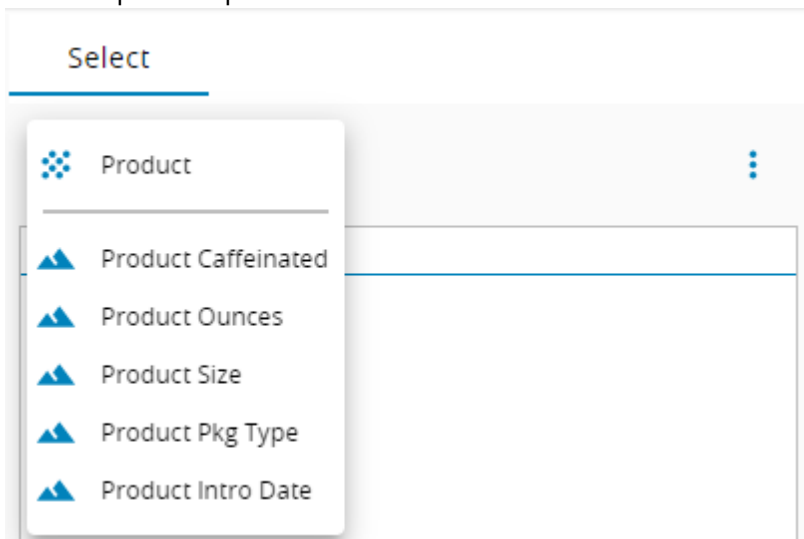 Select
Product
Product Caffeinated
Product Ounces
Product Size
Product Pkg Type
Product Intro Date